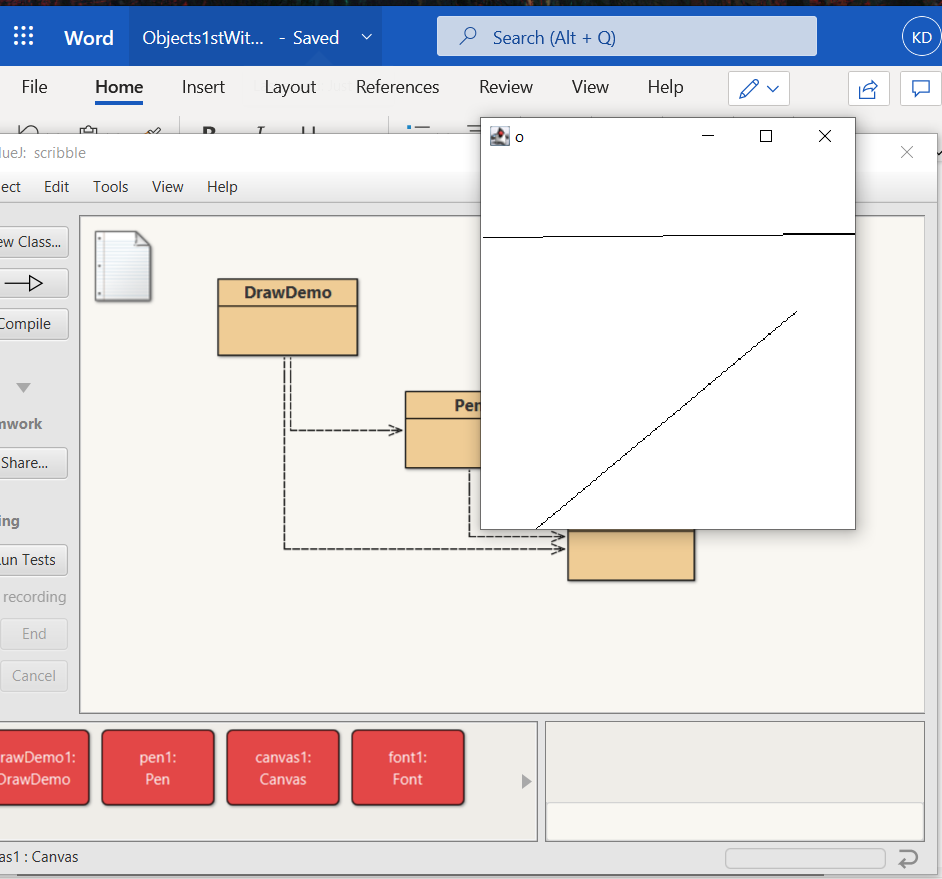 Word Objects1stWit... - Saved Search (Alt + Q) KD
File Home Insert Layout References Review View Help
lueJ: scribble
o
ect Edit Tools View Help
ew Class...
Compile
mwork
Share...
ing
un Tests
recording
End
Cancel
DrawDemo
Pen
rawDemo1:
DrawDemo
pen1:
Pen
canvas1:
Canvas
font1:
Font
as1 : Canvas